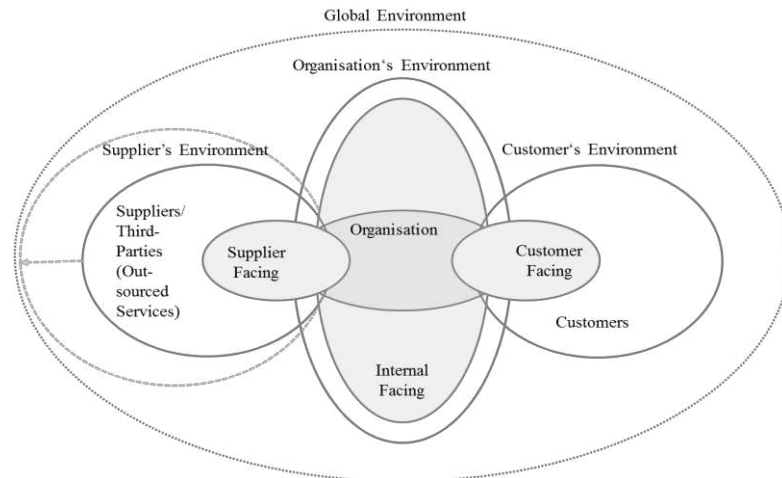 Global Environment
Organisation‘s Environment
Supplier’s Environment
Customer‘s Environment
Suppliers/
Third-
Parties
(Out-
sourced
Services)
Supplier
Facing
Organisation
Customer
Facing
Customers
Internal
Facing